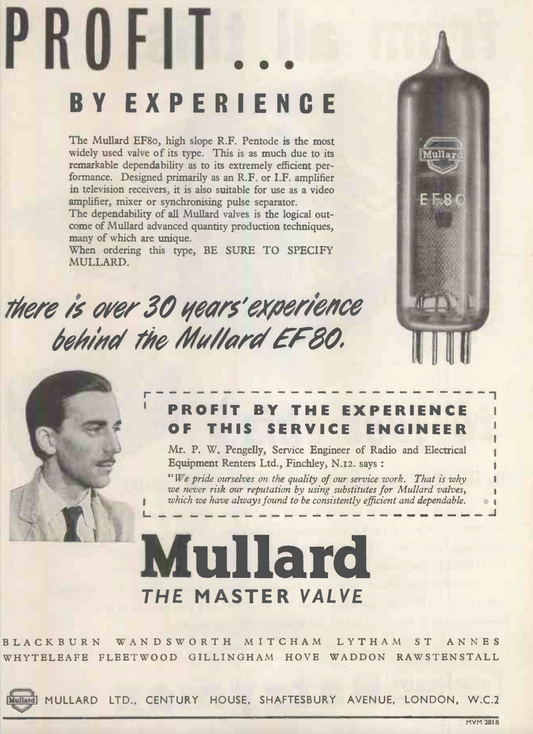 PROFIT...
BY EXPERIENCE
The Mullard EF80, high slope R.F. Pentode is the most
widely used valve of its type. This is as much due to its
remarkable dependability as to its extremely efficient per-
formance. Designed primarily as an R.F. or I.F. amplifier
in television receivers, it is also suitable for use as a video
amplifier, mixer or synchronising pulse separator.
The dependability of all Mullard valves is the logical out-
come of Mullard advanced quantity production techniques,
many of which are unique.
When ordering this type, BE SURE TO SPECIFY
MULLARD.
Mullard
EF80
there is over 30 years' experience
behind the Mullard EF80.
PROFIT BY THE EXPERIENCE
OF THIS SERVICE ENGINEER
Mr. P. W. Pengelly, Service Engineer of Radio and Electrical
Equipment Renters Ltd., Finchley, N.12. says :
"We pride ourselves on the quality of our service work. That is why
we never risk our reputation by using substitutes for Mullard valves,
which we have always found to be consistently efficient and dependable.
Mullard
THE MASTER VALVE
BLACKBURN WANDSWORTH MITCHAM LYTHAM ST ANNES
WHYTELEAFE FLEETWOOD GILLINGHAM HOVE WADDON RAWSTENSTALL
Mullard MULLARD LTD., CENTURY HOUSE, SHAFTESBURY AVENUE, LONDON, W.C.2
MVM 281B